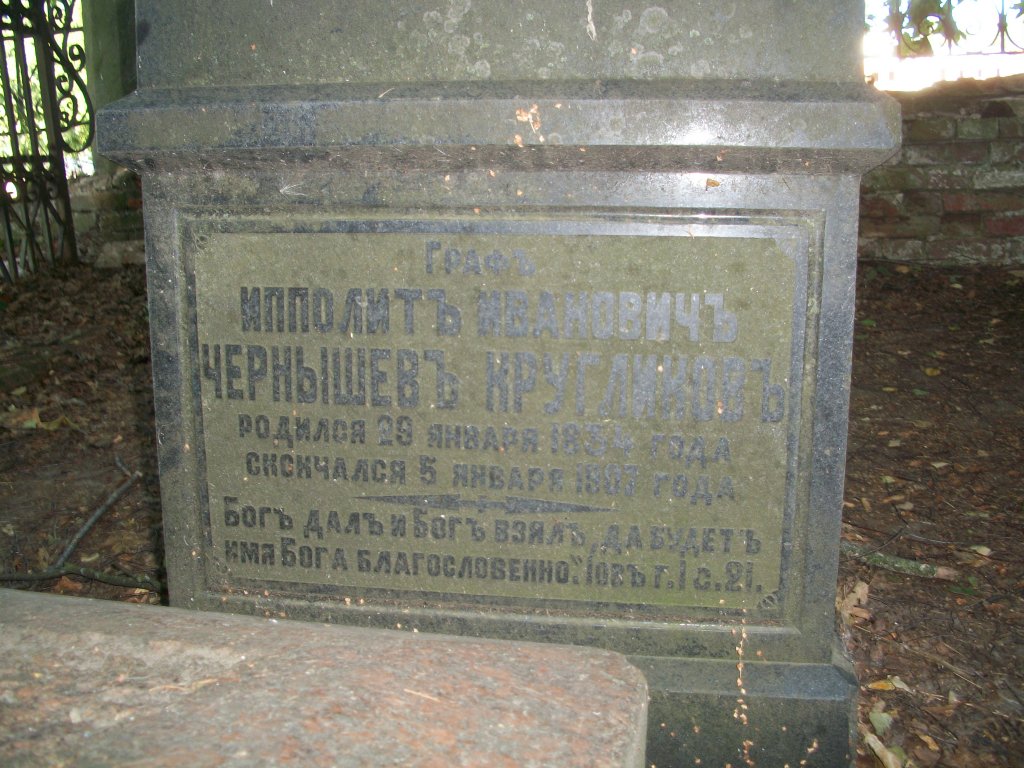 Графъ
Ипполитъ Ивановичъ
Чернышевъ Кругликовъ
родился 29 января 1834 года
скончался 5 января 1907 года
Богъ далъ и Богъ взялъ, да будетъ
имя Бога благословенно. Іовъ г. I с. 21.